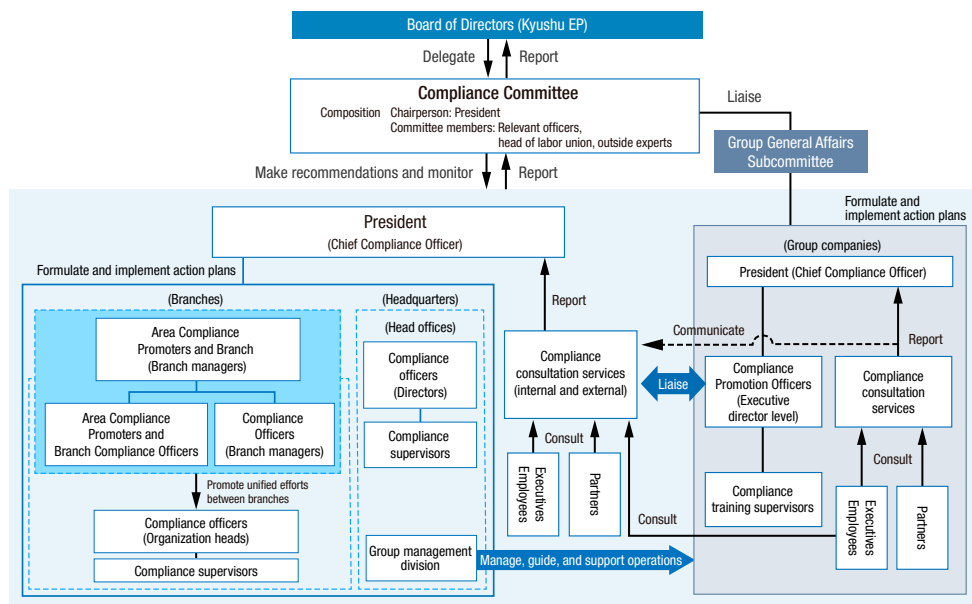 Board of Directors (Kyushu EP)
Delegate
Report
Compliance Committee
Composition Chairperson: President
Committee members: Relevant officers,
head of labor union, outside experts
Liaise
Group General Affairs
Subcommittee
Make recommendations and monitor
Report
President
(Chief Compliance Officer)
Formulate and implement action plans
(Branches)
Area Compliance
Promoters and Branch
(Branch managers)
Area Compliance
Promoters and
Branch Compliance Officers
Compliance
Officers
(Branch managers)
Promote unified efforts
between branches
Compliance officers
(Organization heads)
Compliance supervisors
(Headquarters)
(Head offices)
Compliance
officers
(Directors)
Compliance
supervisors
Group management
division
Manage, guide, and support operations
Report
Compliance
consultation services
(internal and external)
Consult
Executives
Employees
Partners
Liaise
Communicate
Consult
Formulate and
implement action plans
(Group companies)
President (Chief Compliance Officer)
Report
Compliance
Promotion Officers
(Executive
director level)
Compliance
training supervisors
Compliance
consultation
services
Consult
Executives
Employees
Partners